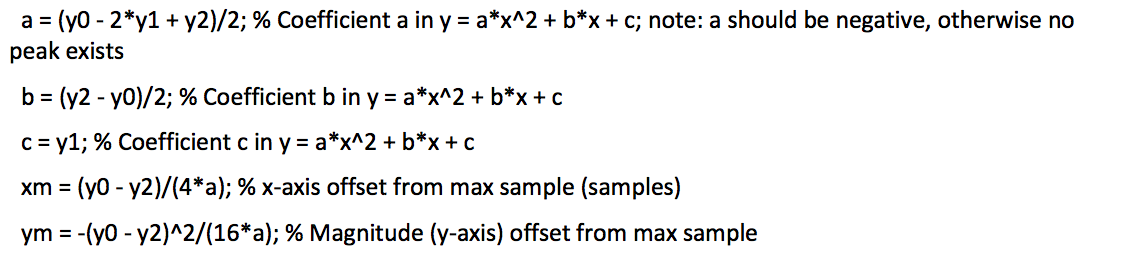 a = (y0 - 2*y1 + y2)/2; % Coefficient a in y = a*x^2 + b*x + c; note: a should be negative, otherwise no
peak exists
b = (y2 - y0)/2; % Coefficient b in y = a*x^2 + b*x + c
c = y1; % Coefficient c in y = a*x^2 + b*x + c
xm = (y0 - y2)/(4*a); % x-axis offset from max sample (samples)
ym = -(y0 - y2)^2/(16*a); % Magnitude (y-axis) offset from max sample